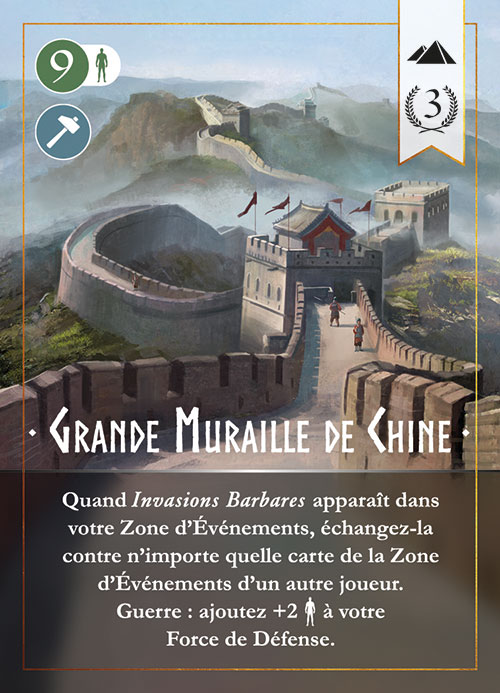 9
3
· Grande Muraille de Chine ·
Quand Invasions Barbares apparaît dans
votre Zone d'Événements, échangez-la
contre n'importe quelle carte de la Zone
d'Événements d'un autre joueur.
Guerre : ajoutez +2 à votre
Force de Défense.